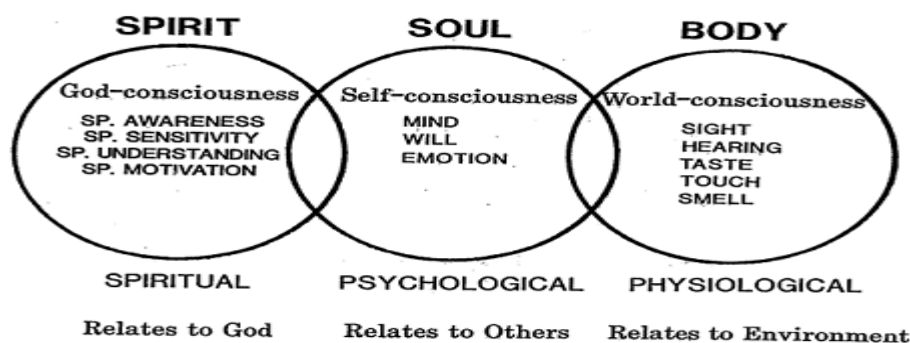 SPIRIT
SOUL
BODY
God-consciousness
SP. AWARENESS
SP. SENSITIVITY
SP. UNDERSTANDING
SP. MOTIVATION
Self-consciousness
MIND
WILL
EMOTION
World-consciousness
SIGHT
HEARING
TASTE
TOUCH
SMELL
SPIRITUAL
PSYCHOLOGICAL
PHYSIOLOGICAL
Relates to God
Relates to Others
Relates to Environment